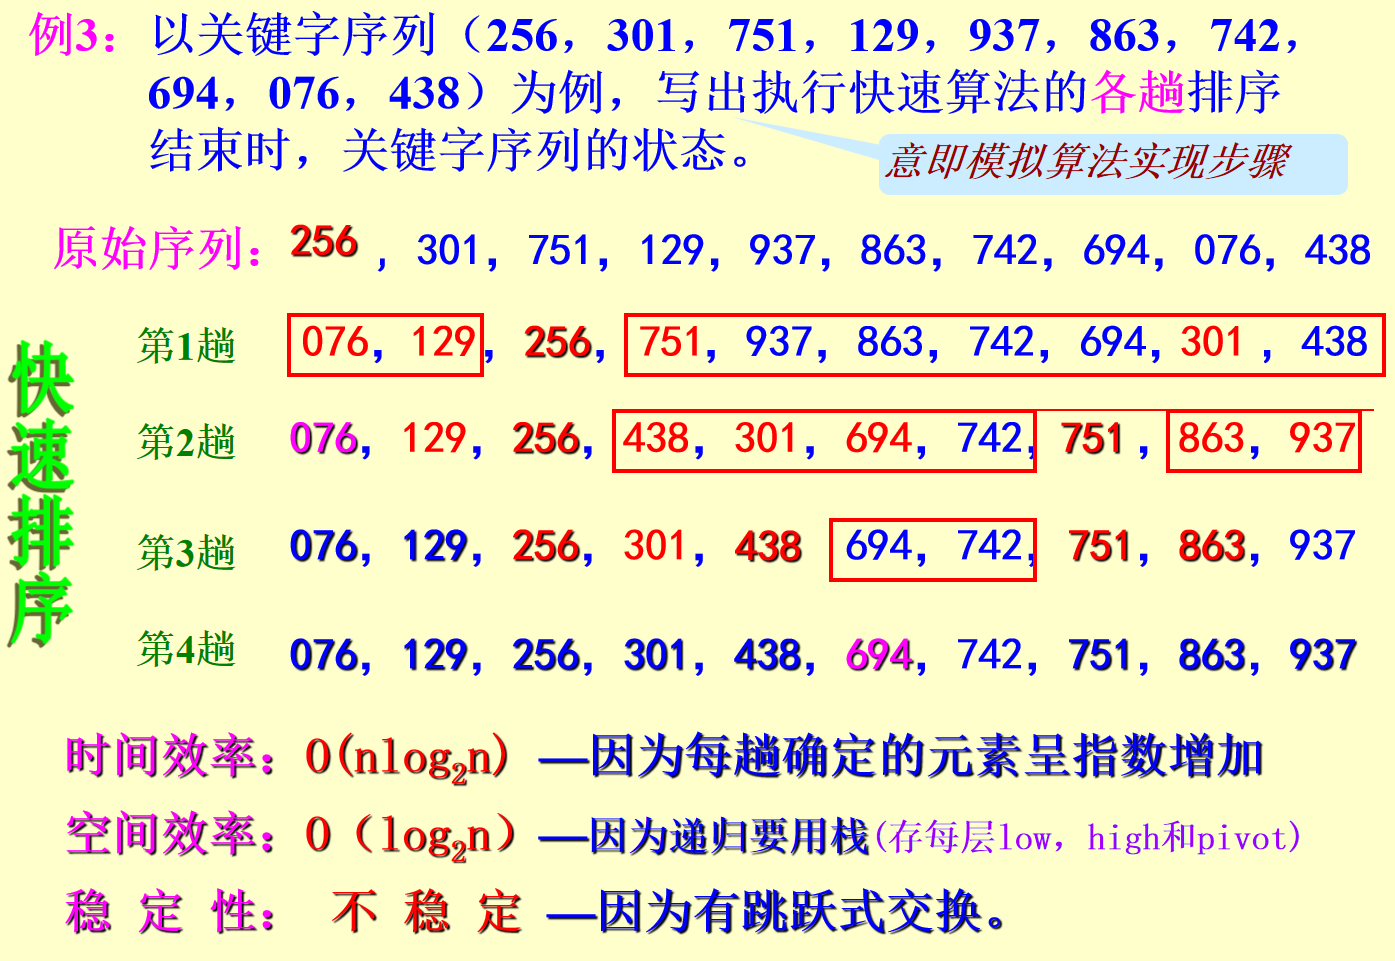 例3：以关键字序列（256，301，751，129，937，863，742，
694，076，438）为例，写出执行快速算法的各趟排序
结束时，关键字序列的状态。
意即模拟算法实现步骤
原始序列：256，301，751，129，937，863，742，694，076，438
快速排序
第1趟 076，129，256，751，937，863，742，694，301，438
第2趟 076，129，256，438，301，694，742，751，863，937
第3趟 076，129，256，301，438 694，742，751，863，937
第4趟 076，129，256，301，438，694，742，751，863，937
时间效率：O(nlog₂n) —因为每趟确定的元素呈指数增加
空间效率：O（log₂n）—因为递归要用栈(存每层low，high和pivot)
稳 定 性： 不 稳 定 —因为有跳跃式交换。